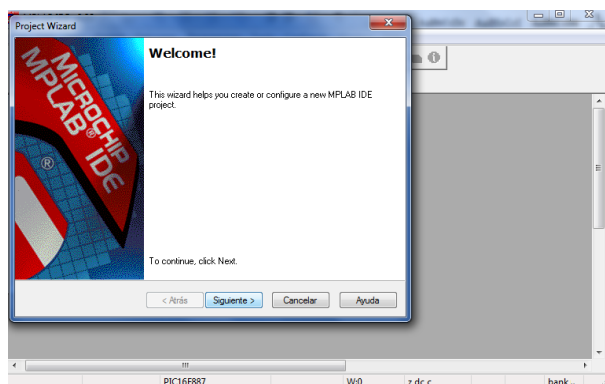 Project Wizard
Welcome!
This wizard helps you create or configure a new MPLAB IDE
project.
MICROCHIP
MPLAB® IDE
®
To continue, click Next.
< Atrás
Siguiente >
Cancelar
Ayuda
PIC16F887
W:0
z dc c
bank